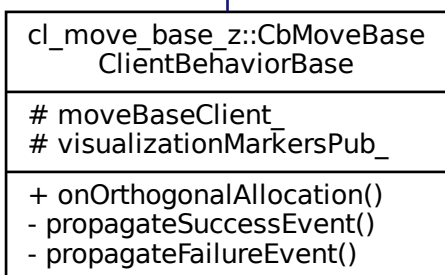 cl_move_base_z::CbMoveBase
ClientBehaviorBase
# moveBaseClient_
# visualizationMarkersPub_
+ onOrthogonalAllocation()
- propagateSuccessEvent()
- propagateFailureEvent()